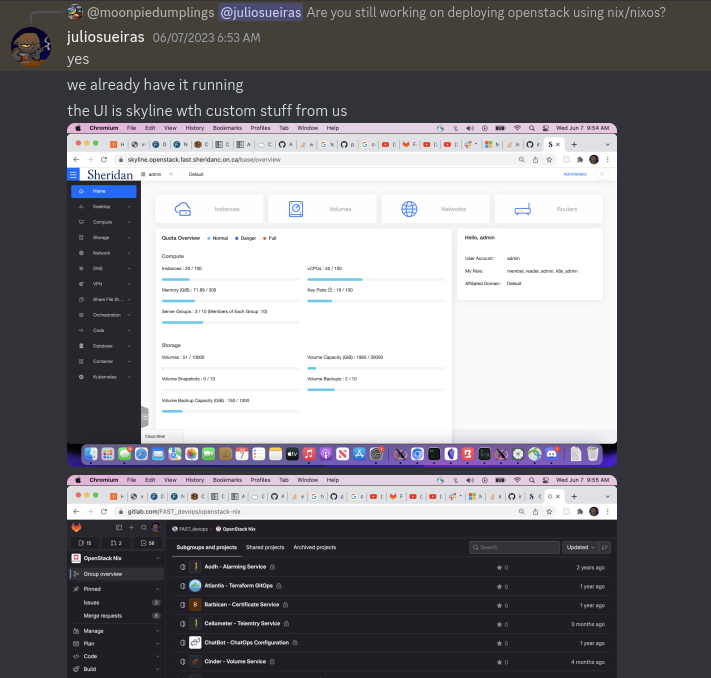 @moonpiedumplings @juliosueiras Are you still working on deploying openstack using nix/nixos?
juliosueiras 06/07/2023 6:53 AM
yes
we already have it running
the UI is skyline wth custom stuff from us
Chromium File Edit View History Bookmarks Profiles Tab Window Help Wed Jun 7 9:54 AM
skyline.openstack.fast.sheridanc.on.ca/base/overview
Sheridan admin Default Administrator
Home
Desktop
Compute
Storage
Network
DNS
VPN
Share File St...
Orchestration
Code
Database
Container
Kubernetes
Instances Volumes Networks Routers
Quota Overview Normal Danger Full
Compute
Instances : 20 / 100 vCPUs : 40 / 100
Memory (GiB) : 71.89 / 300 Key Pairs : 18 / 100
Server Groups : 3 / 10 (Members of Each Group :10)
Storage
Volumes : 51 / 10000 Volume Capacity (GiB) : 1965 / 30000
Volume Snapshots : 0 / 10 Volume Backups : 2 / 10
Volume Backup Capacity (GiB) : 150 / 1000
Hello, admin
User Account: admin
My Role: member, reader, admin, k8s_admin
Affiliated Domain: Default
Cloud Shell
Chromium File Edit View History Bookmarks Profiles Tab Window Help Wed Jun 7 9:55 AM
gitlab.com/FAST_devops/openstack-nix
15 2 58
OpenStack Nix
Group overview
Pinned
Issues
Merge requests
Manage
Plan
Code
Build
FAST_devops OpenStack Nix
Subgroups and projects Shared projects Archived projects Search Updated
Aodh - Alarming Service 0 2 years ago
Atlantis - Terraform GitOps 0 1 year ago
B Barbican - Certificate Service 0 1 year ago
Ceilometer - Telemtry Service 0 3 months ago
ChatBot - ChatOps Configuration 0 1 year ago
Cinder - Volume Service 0 4 months ago